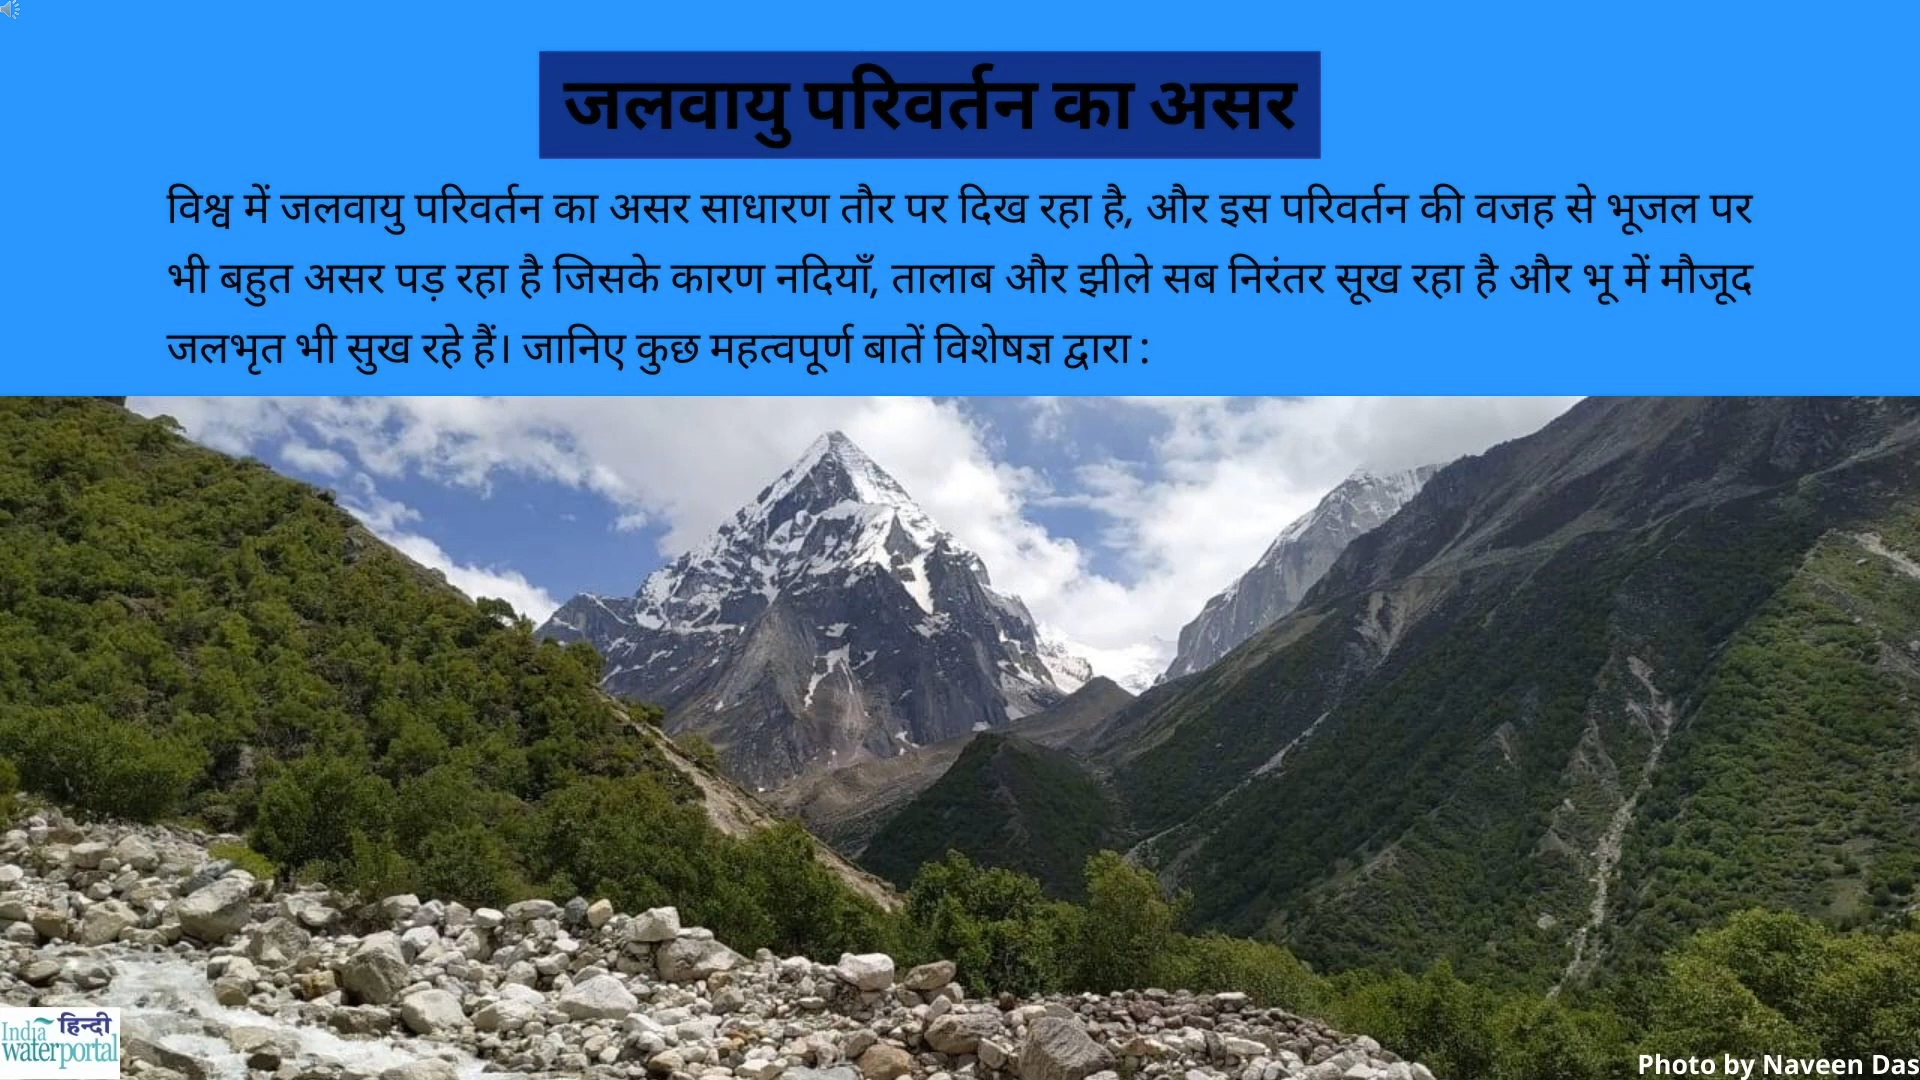 जलवायु परिवर्तन का असर
विश्व में जलवायु परिवर्तन का असर साधारण तौर पर दिख रहा है, और इस परिवर्तन की वजह से भूजल पर
भी बहुत असर पड़ रहा है जिसके कारण नदियाँ, तालाब और झीले सब निरंतर सूख रहा है और भू में मौजूद
जलभृत भी सुख रहे हैं। जानिए कुछ महत्वपूर्ण बातें विशेषज्ञ द्वारा :
India हिन्दी
waterportal
Photo by Naveen Das